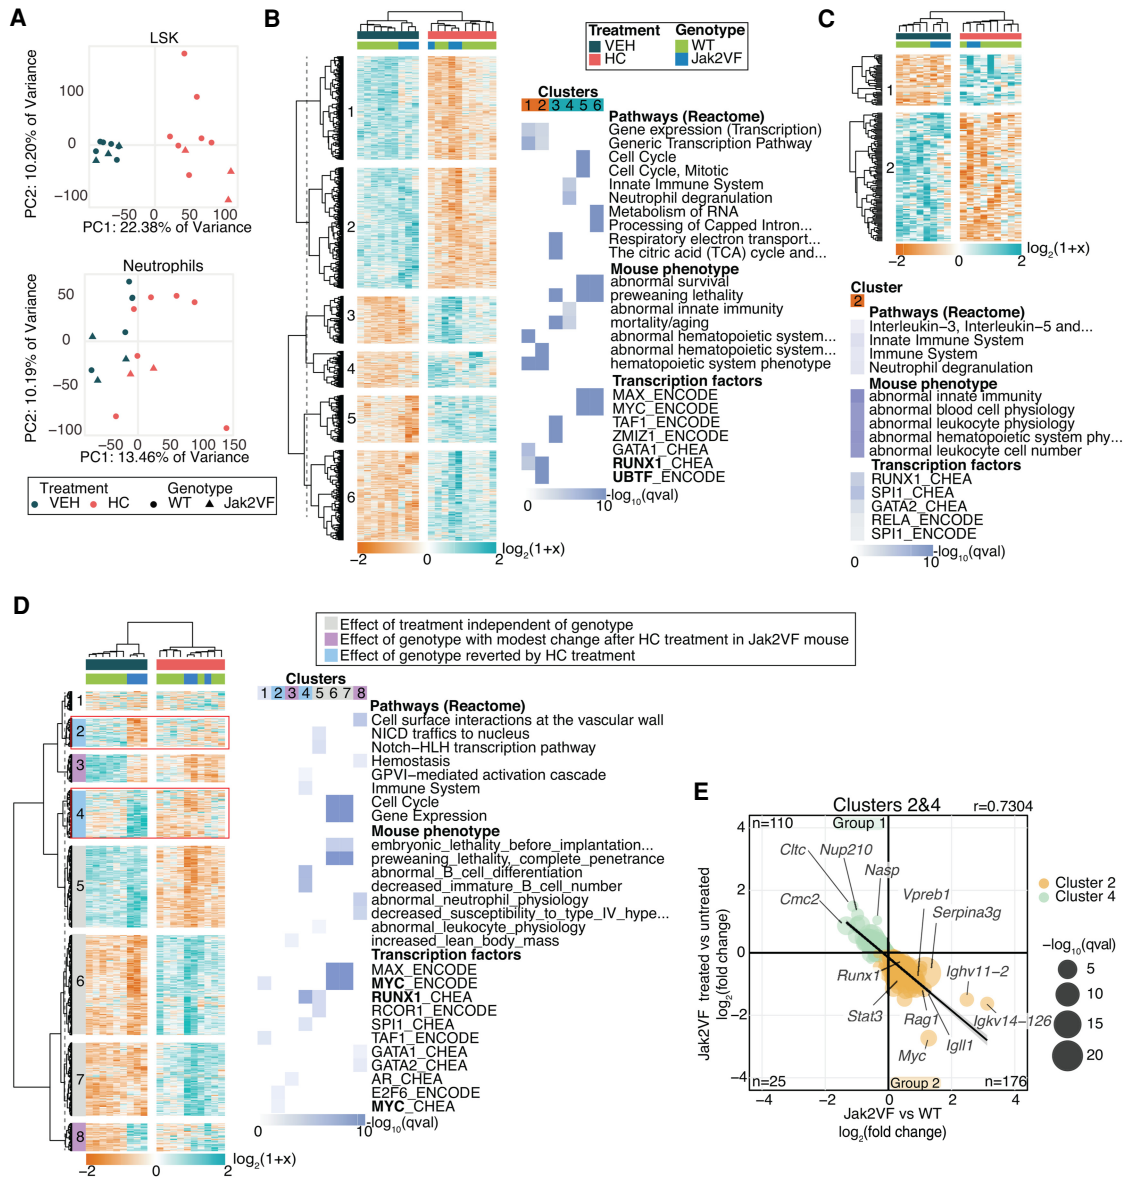 A
LSK
PC2: 10.20% of Variance
100
0
−100
−50 0 50 100
PC1: 22.38% of Variance
Neutrophils
PC2: 10.19% of Variance
50
0
−50
−100
−50 0 50 100 150
PC1: 13.46% of Variance
Treatment Genotype
VEH HC WT Jak2VF
B
1
2
3
4
5
6
−2 0 2 log2(1+x)
Treatment Genotype
VEH WT
HC Jak2VF
Clusters
1 2 3 4 5 6
Pathways (Reactome)
Gene expression (Transcription)
Generic Transcription Pathway
Cell Cycle
Cell Cycle, Mitotic
Innate Immune System
Neutrophil degranulation
Metabolism of RNA
Processing of Capped Intron...
Respiratory electron transport...
The citric acid (TCA) cycle and...
Mouse phenotype
abnormal survival
preweaning lethality
abnormal innate immunity
mortality/aging
abnormal hematopoietic system...
abnormal hematopoietic system...
hematopoietic system phenotype
Transcription factors
MAX_ENCODE
MYC_ENCODE
TAF1_ENCODE
ZMIZ1_ENCODE
GATA1_CHEA
RUNX1_CHEA
UBTF_ENCODE
0 10 -log10(qval)
C
1
2
−2 0 2 log2(1+x)
Cluster
2
Pathways (Reactome)
Interleukin−3, Interleukin−5 and...
Innate Immune System
Immune System
Neutrophil degranulation
Mouse phenotype
abnormal innate immunity
abnormal blood cell physiology
abnormal leukocyte physiology
abnormal hematopoietic system phy...
abnormal leukocyte cell number
Transcription factors
RUNX1_CHEA
SPI1_CHEA
GATA2_CHEA
RELA_ENCODE
SPI1_ENCODE
0 10 -log10(qval)
D
Effect of treatment independent of genotype
Effect of genotype with modest change after HC treatment in Jak2VF mouse
Effect of genotype reverted by HC treatment
1
2
3
4
5
6
7
8
−2 0 2 log2(1+x)
Clusters
1 2 3 4 5 6 7 8
Pathways (Reactome)
Cell surface interactions at the vascular wall
NICD traffics to nucleus
Notch−HLH transcription pathway
Hemostasis
GPVI−mediated activation cascade
Immune System
Cell Cycle
Gene Expression
Mouse phenotype
embryonic_lethality_before_implantation...
preweaning_lethality,_complete_penetrance
abnormal_B_cell_differentiation
decreased_immature_B_cell_number
abnormal_neutrophil_physiology
decreased_susceptibility_to_type_IV_hype...
abnormal_leukocyte_physiology
increased_lean_body_mass
Transcription factors
MAX_ENCODE
MYC_ENCODE
RUNX1_CHEA
RCOR1_ENCODE
SPI1_CHEA
TAF1_ENCODE
GATA1_CHEA
GATA2_CHEA
AR_CHEA
E2F6_ENCODE
MYC_CHEA
0 10 -log10(qval)
E
Clusters 2&4 r=0.7304
n=110 Group 1
Cltc Nup210
Nasp
Cmc2 Vpreb1
Serpina3g
Runx1 Ighv11−2
Stat3 Rag1 Igkv14−126
Myc Igll1
n=25 Group 2 n=176
4
2
0
−2
−4
−4 −2 0 2 4
Jak2VF treated vs untreated
log2(fold change)
Jak2VF vs WT
log2(fold change)
Cluster 2
Cluster 4
−log10(qval)
5
10
15
20